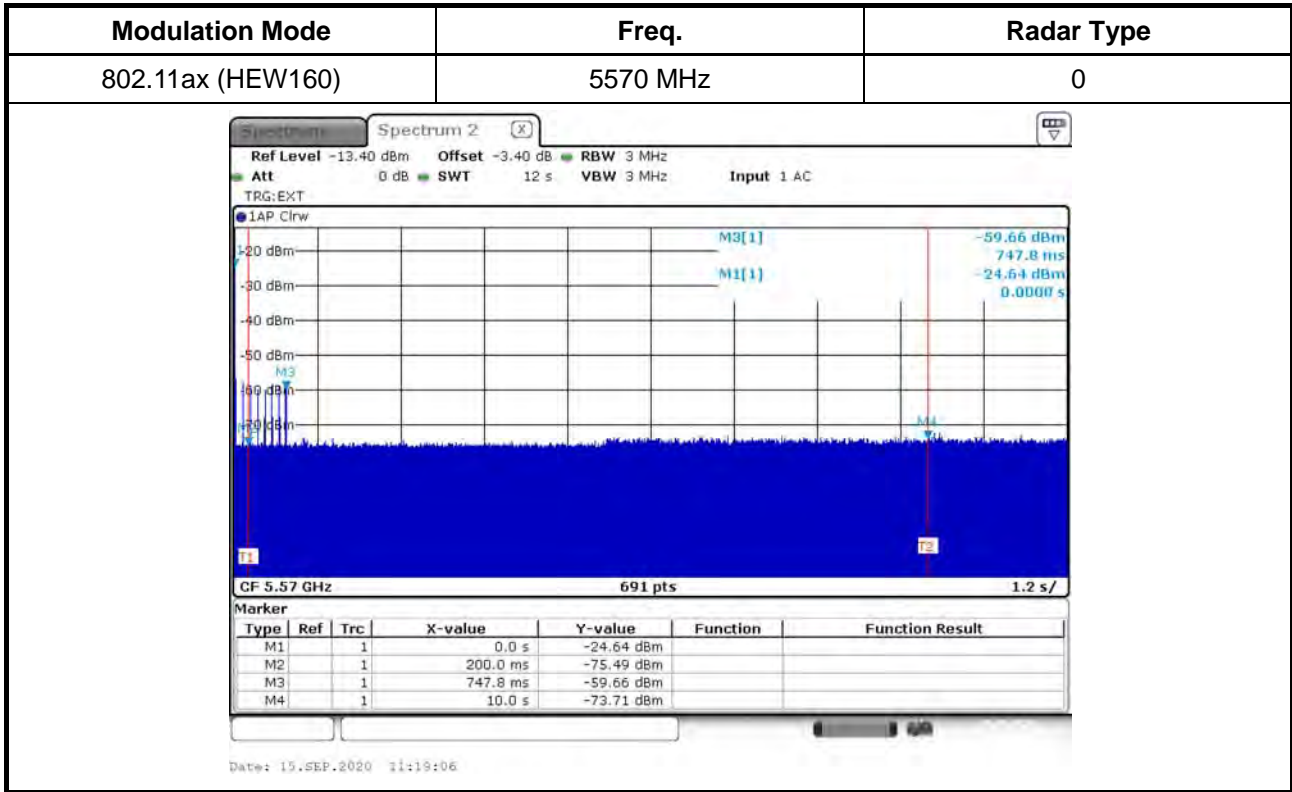 Modulation Mode Freq. Radar Type
802.11ax (HEW160) 5570 MHz 0
Spectrum Spectrum 2 X
Ref Level -13.40 dBm Offset -3.40 dB RBW 3 MHz
Att 0 dB SWT 12 s VBW 3 MHz Input 1 AC
TRG:EXT
1AP Clrw
M3[1] -59.66 dBm
747.8 ms
-20 dBm
M1[1] -24.64 dBm
0.0000 s
-30 dBm
-40 dBm
-50 dBm
M3
-60 dBm
-70 dBm
M4
T1
T2
CF 5.57 GHz 691 pts 1.2 s/
Marker
Type Ref Trc X-value Y-value Function Function Result
M1 1 0.0 s -24.64 dBm
M2 1 200.0 ms -75.49 dBm
M3 1 747.8 ms -59.66 dBm
M4 1 10.0 s -73.71 dBm
Date: 15.SEP.2020 11:19:06